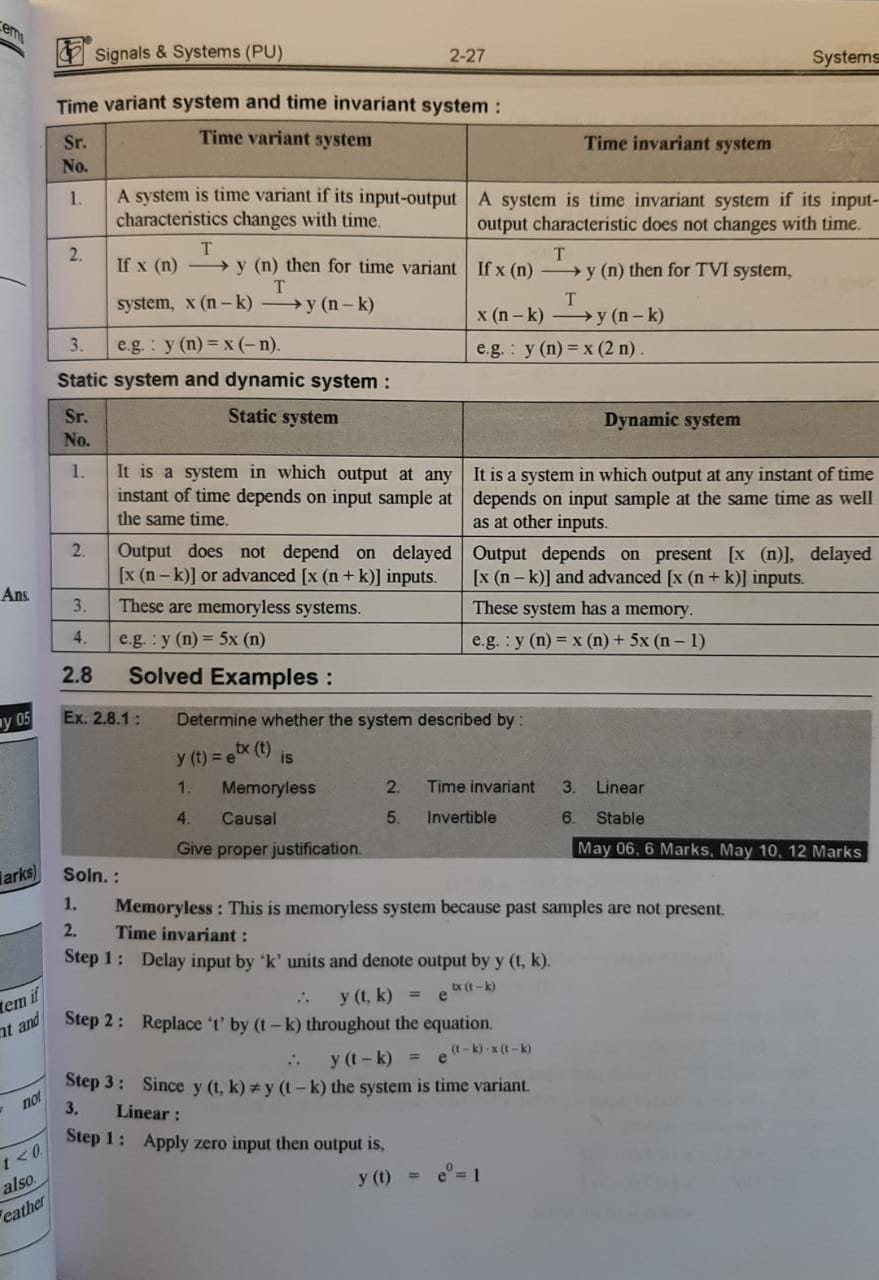 Signals & Systems (PU) 2-27 Systems
Time variant system and time invariant system :
Sr. No. Time variant system Time invariant system
1. A system is time variant if its input-output characteristics changes with time. A system is time invariant system if its input-output characteristic does not changes with time.
2. If x (n) —T→ y (n) then for time variant system, x (n – k) —T→ y (n – k) If x (n) —T→ y (n) then for TVI system, x (n – k) —T→ y (n – k)
3. e.g. : y (n) = x (– n). e.g. : y (n) = x (2 n) .
Static system and dynamic system :
Sr. No. Static system Dynamic system
1. It is a system in which output at any instant of time depends on input sample at the same time. It is a system in which output at any instant of time depends on input sample at the same time as well as at other inputs.
2. Output does not depend on delayed [x (n – k)] or advanced [x (n + k)] inputs. Output depends on present [x (n)], delayed [x (n – k)] and advanced [x (n + k)] inputs.
3. These are memoryless systems. These system has a memory.
4. e.g. : y (n) = 5x (n) e.g. : y (n) = x (n) + 5x (n – 1)
2.8 Solved Examples :
Ex. 2.8.1 : Determine whether the system described by :
y (t) = e^tx (t) is
1. Memoryless 2. Time invariant 3. Linear
4. Causal 5. Invertible 6. Stable
Give proper justification. May 06, 6 Marks, May 10, 12 Marks
Soln. :
1. Memoryless : This is memoryless system because past samples are not present.
2. Time invariant :
Step 1 : Delay input by ‘k’ units and denote output by y (t, k).
∴ y (t, k) = e^tx (t – k)
Step 2 : Replace ‘t’ by (t – k) throughout the equation.
∴ y (t – k) = e^(t – k) · x (t – k)
Step 3 : Since y (t, k) ≠ y (t – k) the system is time variant.
3. Linear :
Step 1 : Apply zero input then output is,
y (t) = e^0 = 1
Ans.
05
tem if
and
not
t < 0.
also.